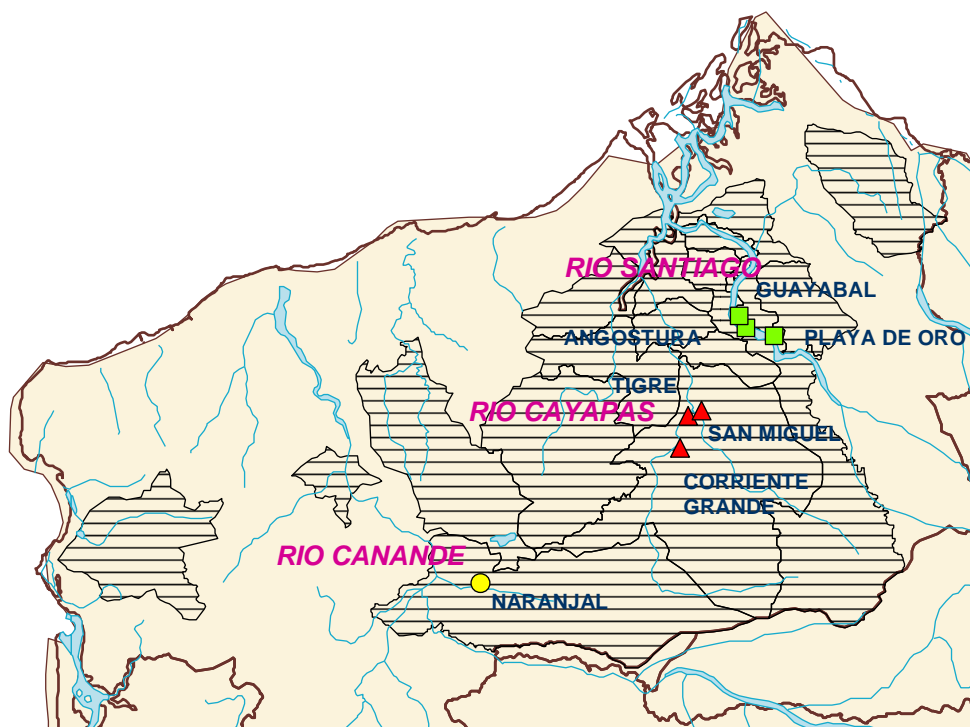 RIO SANTIAGO
GUAYABAL
ANGOSTURA
PLAYA DE ORO
TIGRE
RIO CAYAPAS
SAN MIGUEL
CORRIENTE
GRANDE
RIO CANANDE
NARANJAL